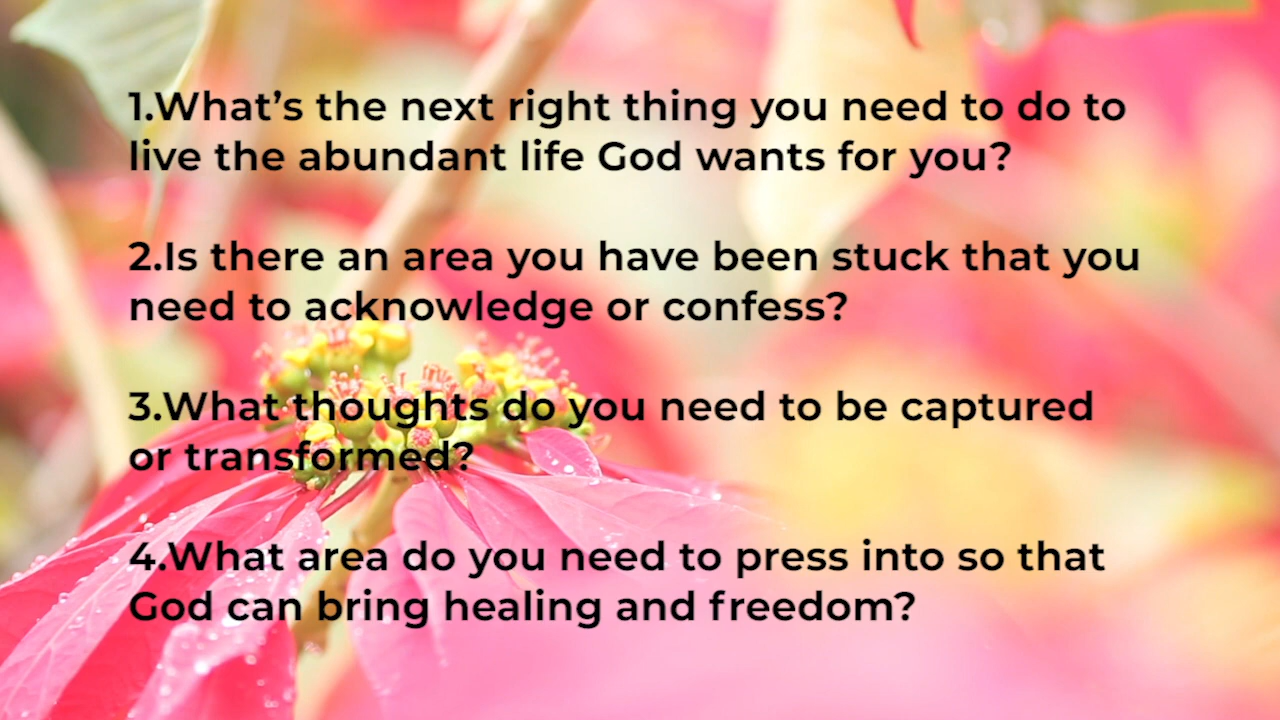 1.What’s the next right thing you need to do to
live the abundant life God wants for you?
2.Is there an area you have been stuck that you
need to acknowledge or confess?
3.What thoughts do you need to be captured
or transformed?
4.What area do you need to press into so that
God can bring healing and freedom?